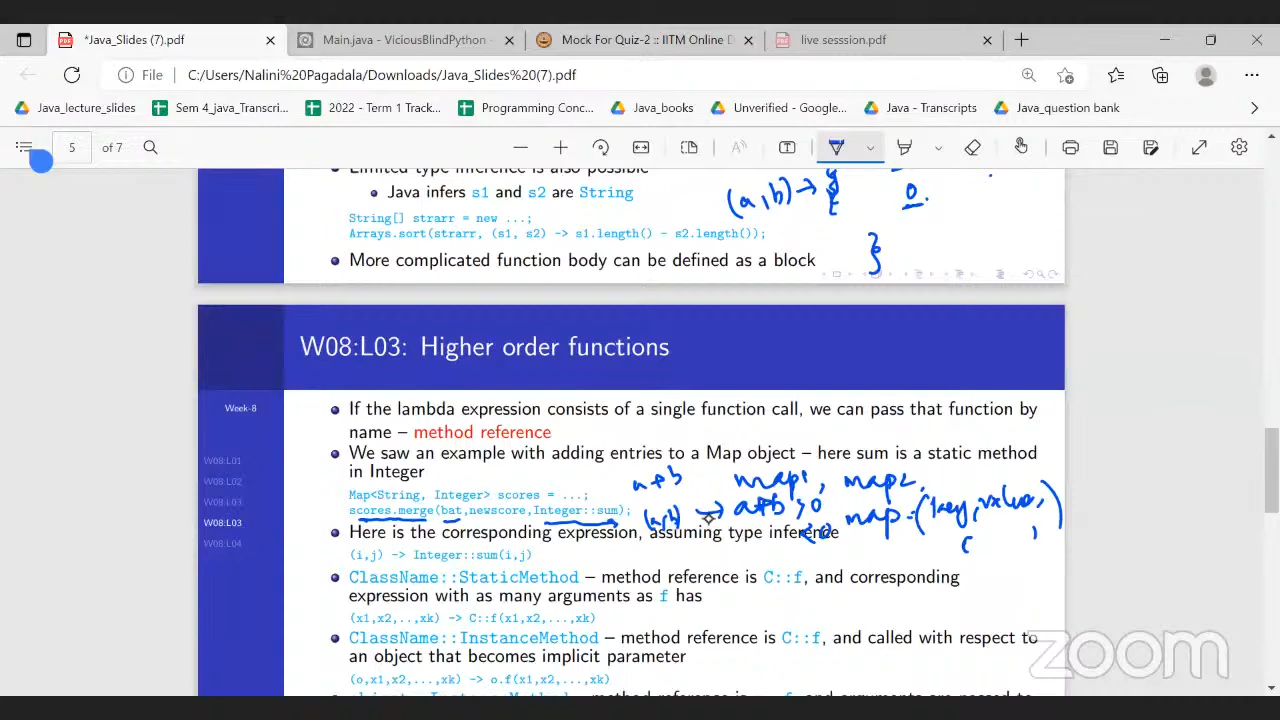 *Java_Slides (7).pdf
Main.java - ViciousBlindPython -
Mock For Quiz-2 :: IITM Online D
live sesssion.pdf
File
C:/Users/Nalini%20Pagadala/Downloads/Java_Slides%20(7).pdf
Java_lecture_slides
Sem 4_java_Transcri...
2022 - Term 1 Track...
Programming Conc...
Java_books
Unverified - Google...
Java - Transcripts
Java_question bank
5 of 7
Limited type inference is also possible
Java infers s1 and s2 are String
(a,b) → {
0.
String[] strarr = new ...;
Arrays.sort(strarr, (s1, s2) -> s1.length() - s2.length());
More complicated function body can be defined as a block
}
W08:L03: Higher order functions
Week-8
W08:L01
W08:L02
W08:L03
W08:L03
W08:L04
If the lambda expression consists of a single function call, we can pass that function by
name – method reference
We saw an example with adding entries to a Map object – here sum is a static method
in Integer
a+b
map1, map2,
Map<String, Integer> scores = ...;
scores.merge(bat,newscore,Integer::sum);
(a,b) → a+b >0
<0
map = (key, value,
( , )
Here is the corresponding expression, assuming type inference
(i,j) -> Integer::sum(i,j)
ClassName::StaticMethod – method reference is C::f, and corresponding
expression with as many arguments as f has
(x1,x2,..,xk) -> C::f(x1,x2,...,xk)
ClassName::InstanceMethod – method reference is C::f, and called with respect to
an object that becomes implicit parameter
(o,x1,x2,...,xk) -> o.f(x1,x2,...,xk)
zoom